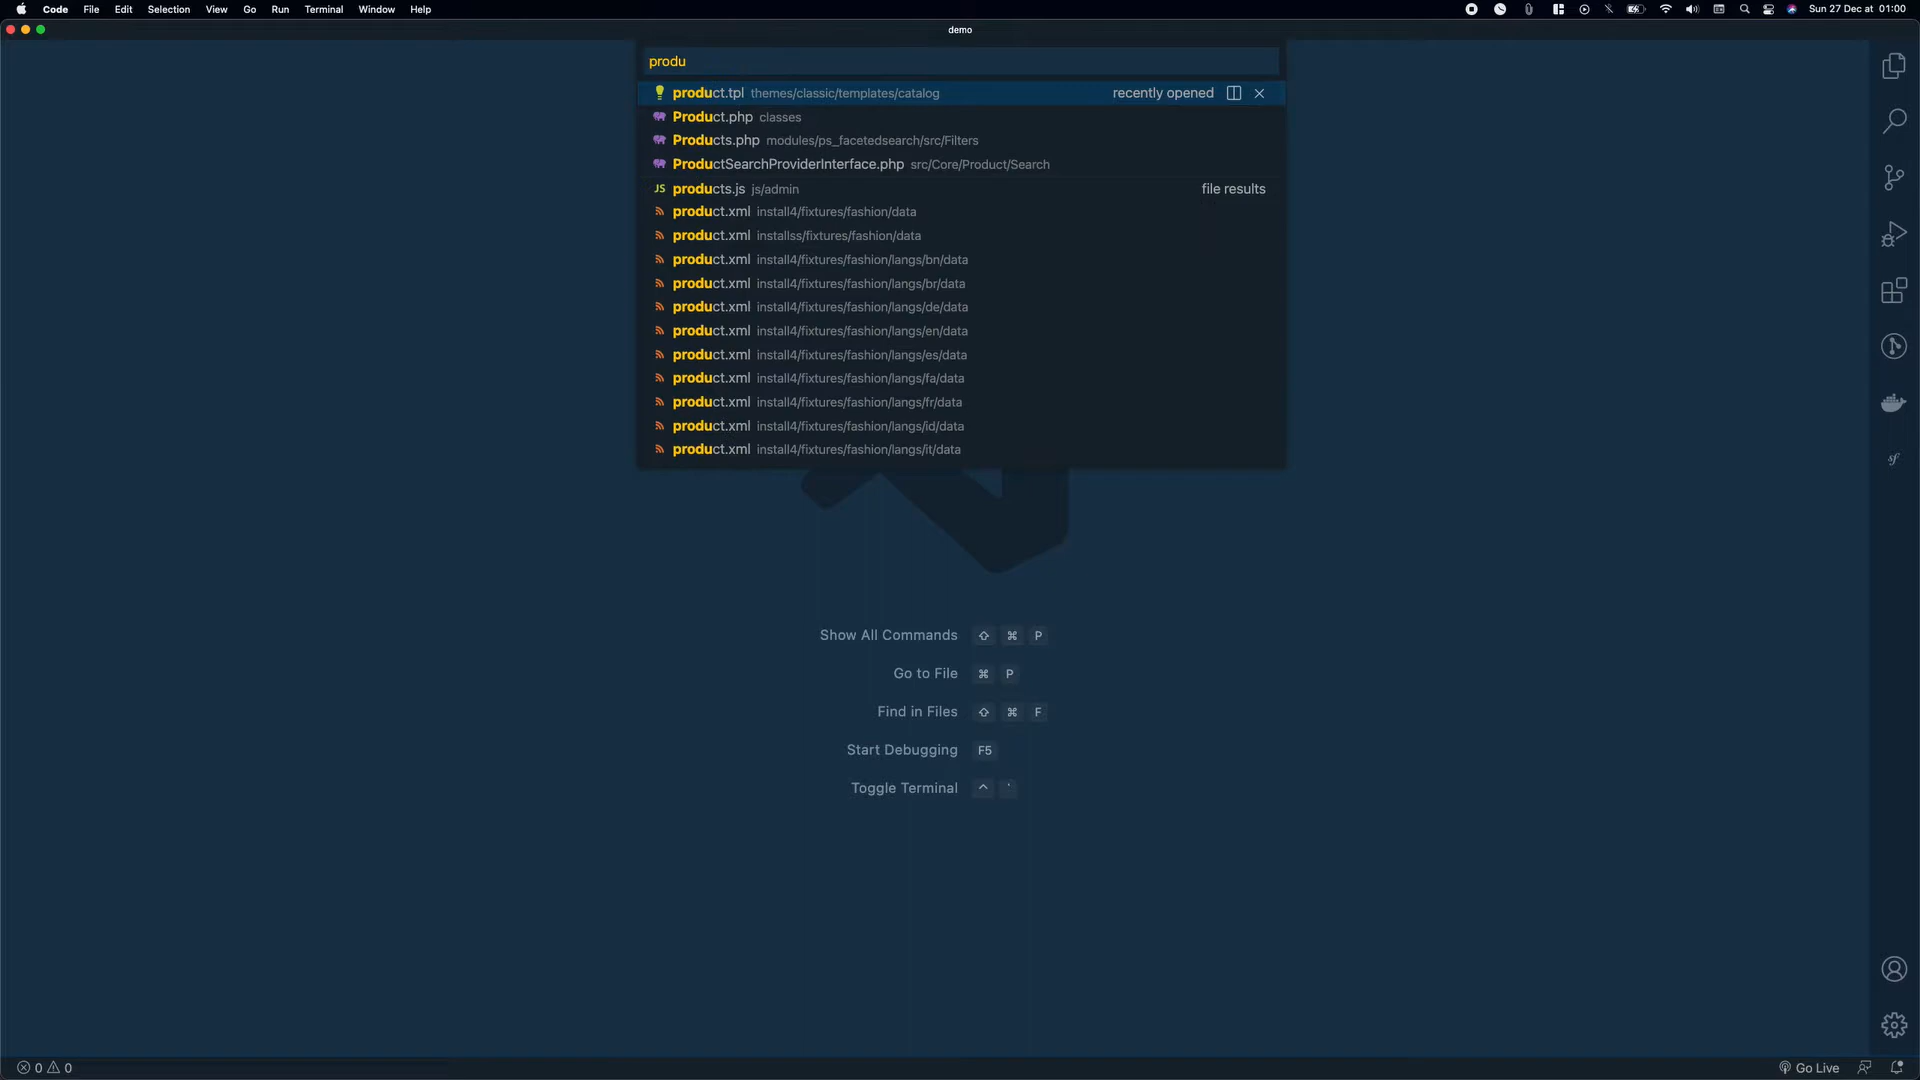 Code File Edit Selection View Go Run Terminal Window Help Sun 27 Dec at 01:00
demo
produ
product.tpl themes/classic/templates/catalog recently opened
Product.php classes
Products.php modules/ps_facetedsearch/src/Filters
ProductSearchProviderInterface.php src/Core/Product/Search
JS products.js js/admin file results
product.xml install4/fixtures/fashion/data
product.xml installss/fixtures/fashion/data
product.xml install4/fixtures/fashion/langs/bn/data
product.xml install4/fixtures/fashion/langs/br/data
product.xml install4/fixtures/fashion/langs/de/data
product.xml install4/fixtures/fashion/langs/en/data
product.xml install4/fixtures/fashion/langs/es/data
product.xml install4/fixtures/fashion/langs/fa/data
product.xml install4/fixtures/fashion/langs/fr/data
product.xml install4/fixtures/fashion/langs/id/data
product.xml install4/fixtures/fashion/langs/it/data
sf
Show All Commands ⇧ ⌘ P
Go to File ⌘ P
Find in Files ⇧ ⌘ F
Start Debugging F5
Toggle Terminal ^ `
0 0 Go Live